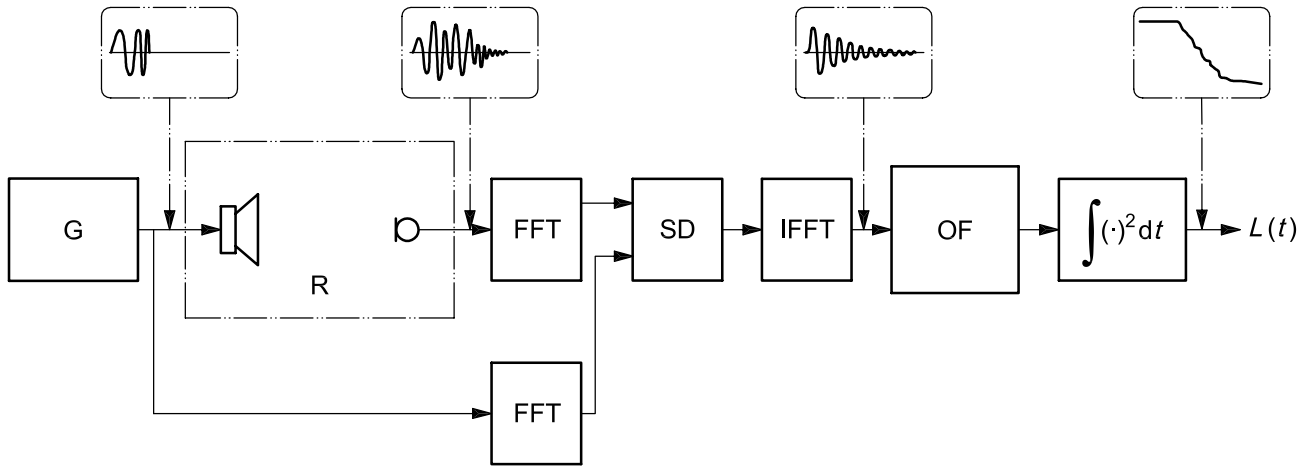 G
R
FFT
SD
IFFT
OF
∫(·)²dt
L(t)
FFT